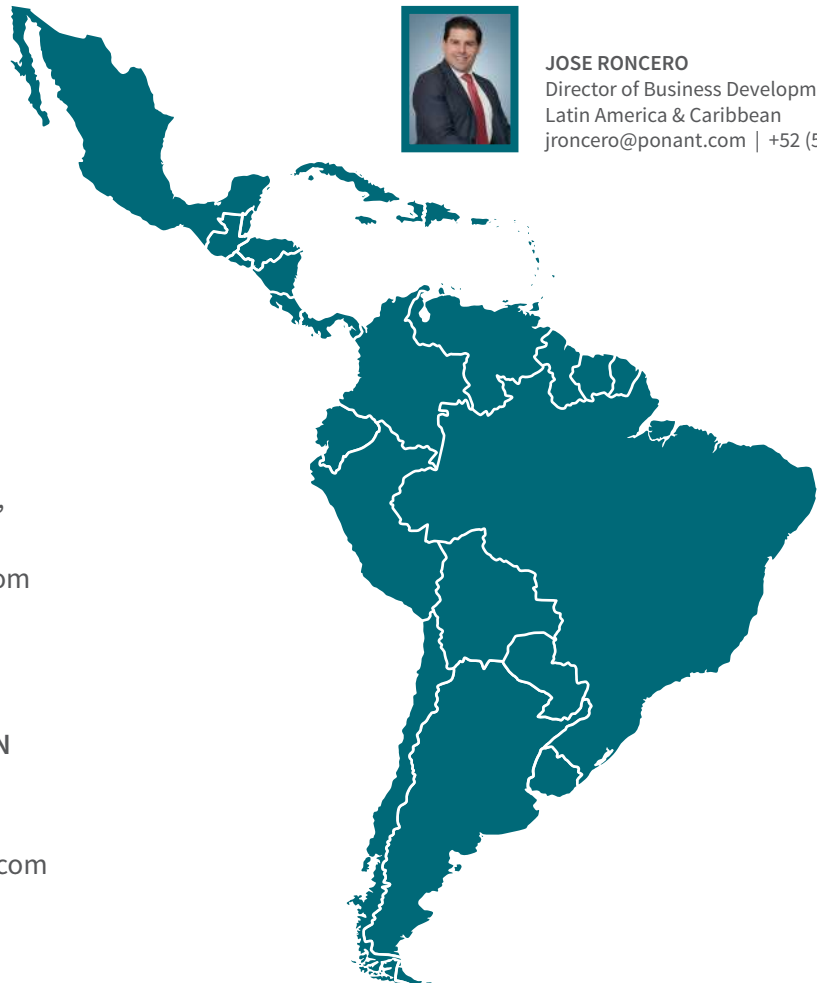 JOSE RONCERO
Director of Business Developm
Latin America & Caribbean
jroncero@ponant.com | +52 (5
,
om
N
.com